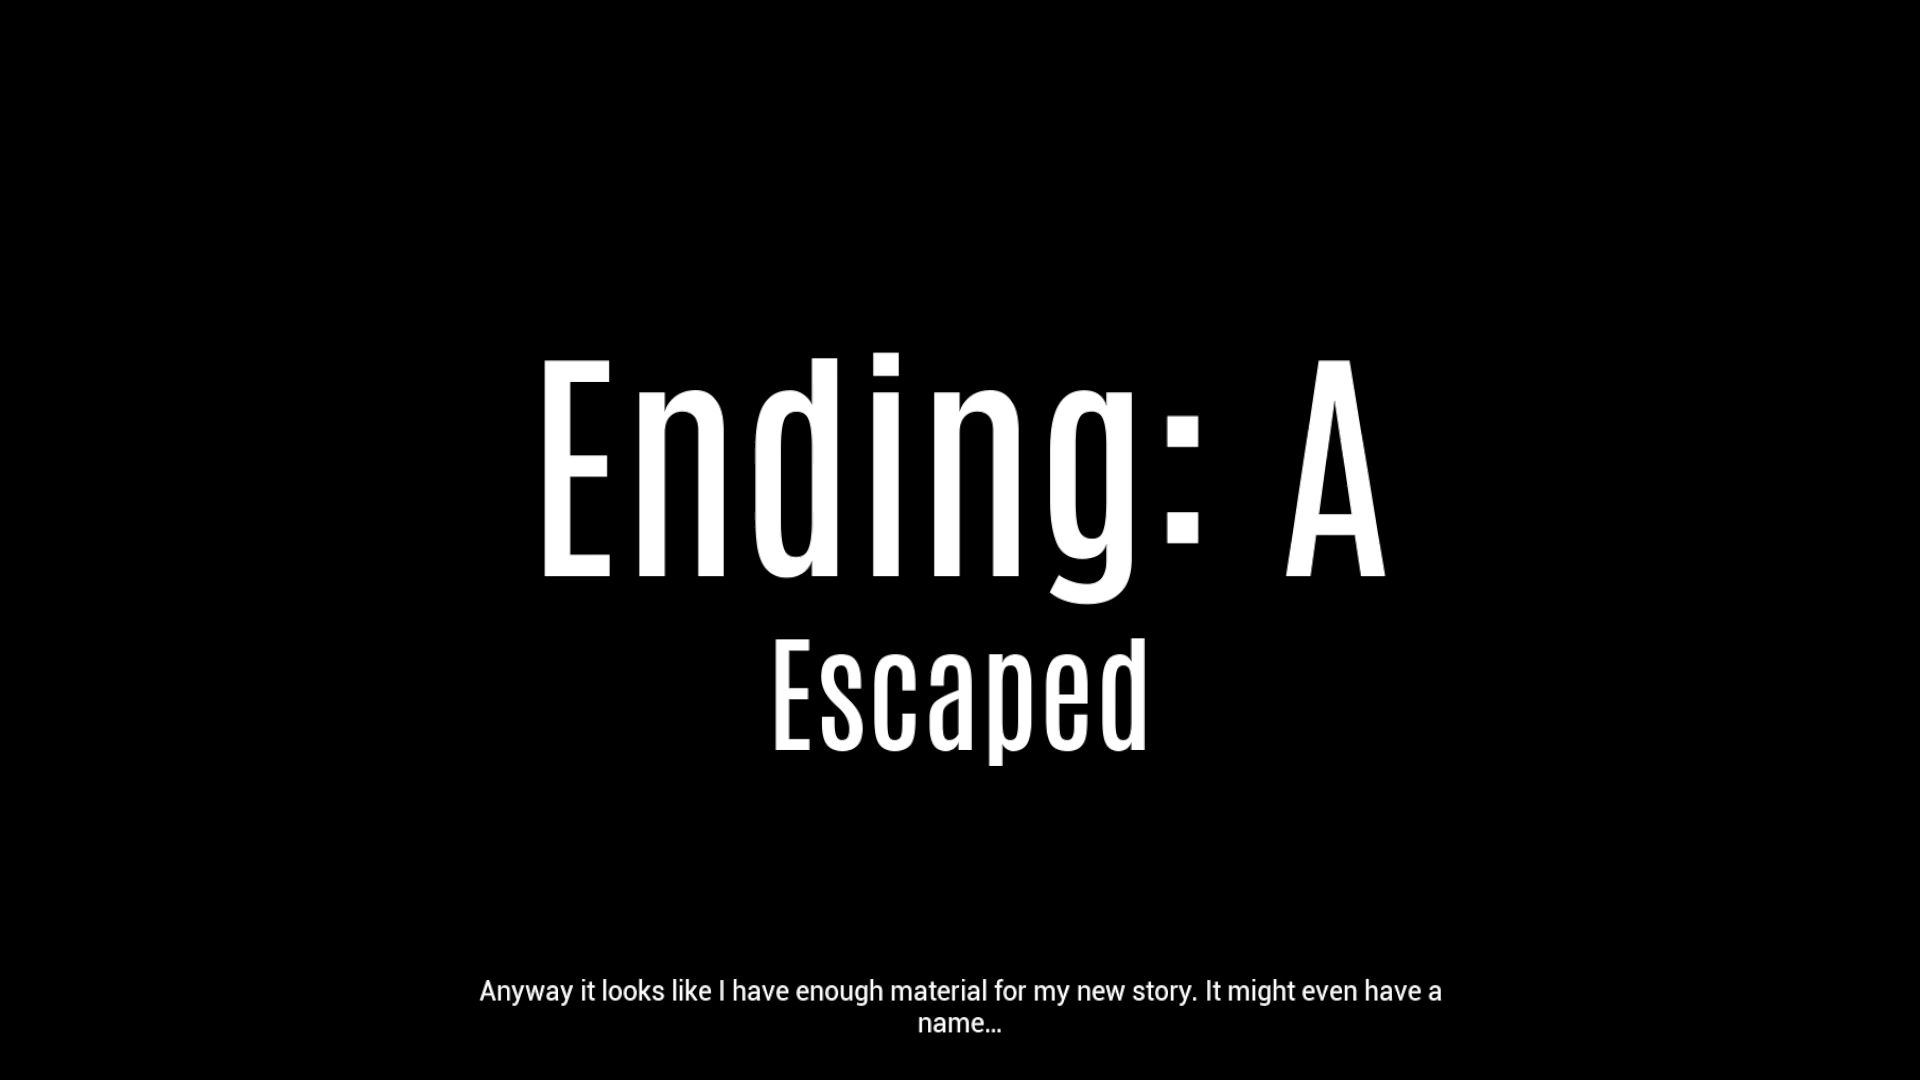 Ending: A
Escaped
Anyway it looks like I have enough material for my new story. It might even have a
name...